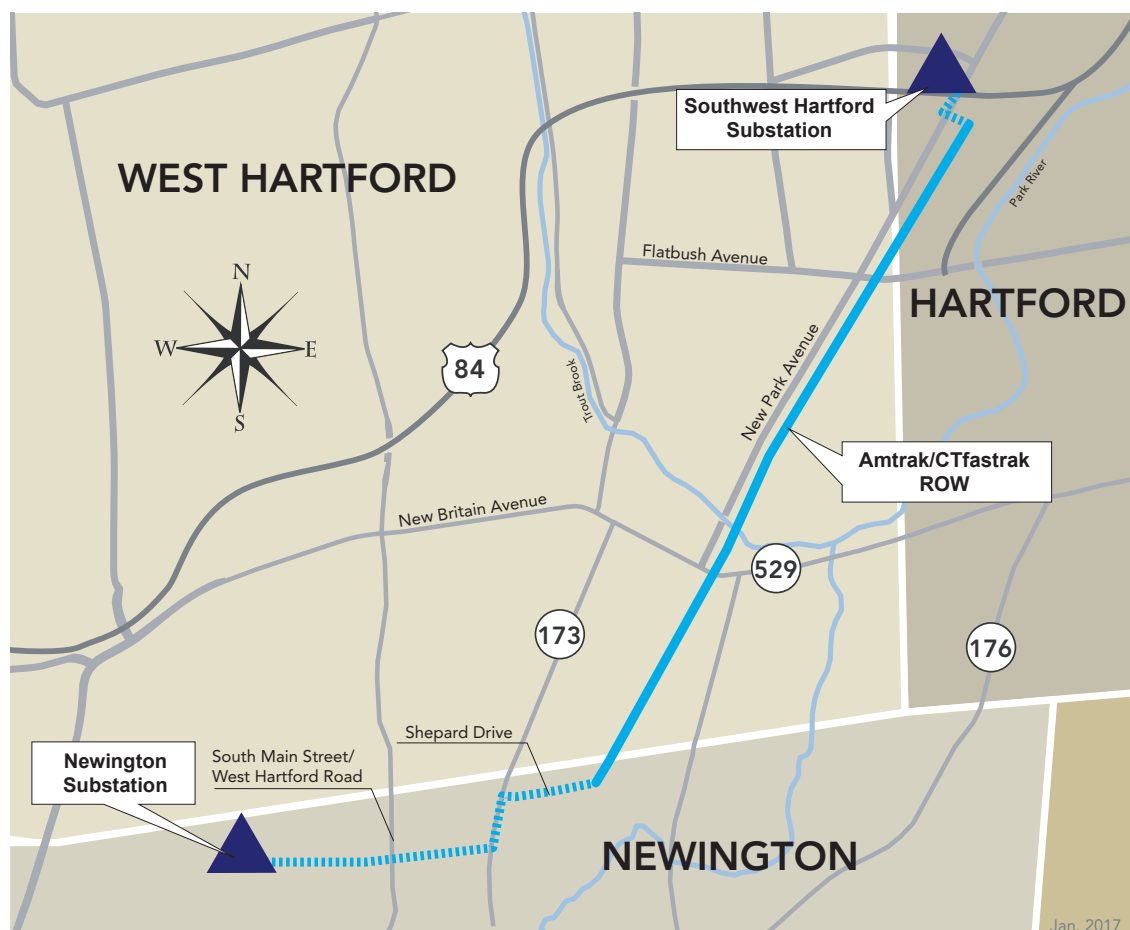 Southwest Hartford
Substation
WEST HARTFORD
Park River
Flatbush Avenue
N
W
E
S
HARTFORD
84
New Park Avenue
Trout Brook
Amtrak/CTfastrak
ROW
New Britain Avenue
529
173
176
Shepard Drive
Newington
Substation
South Main Street/
West Hartford Road
NEWINGTON
Jan. 2017